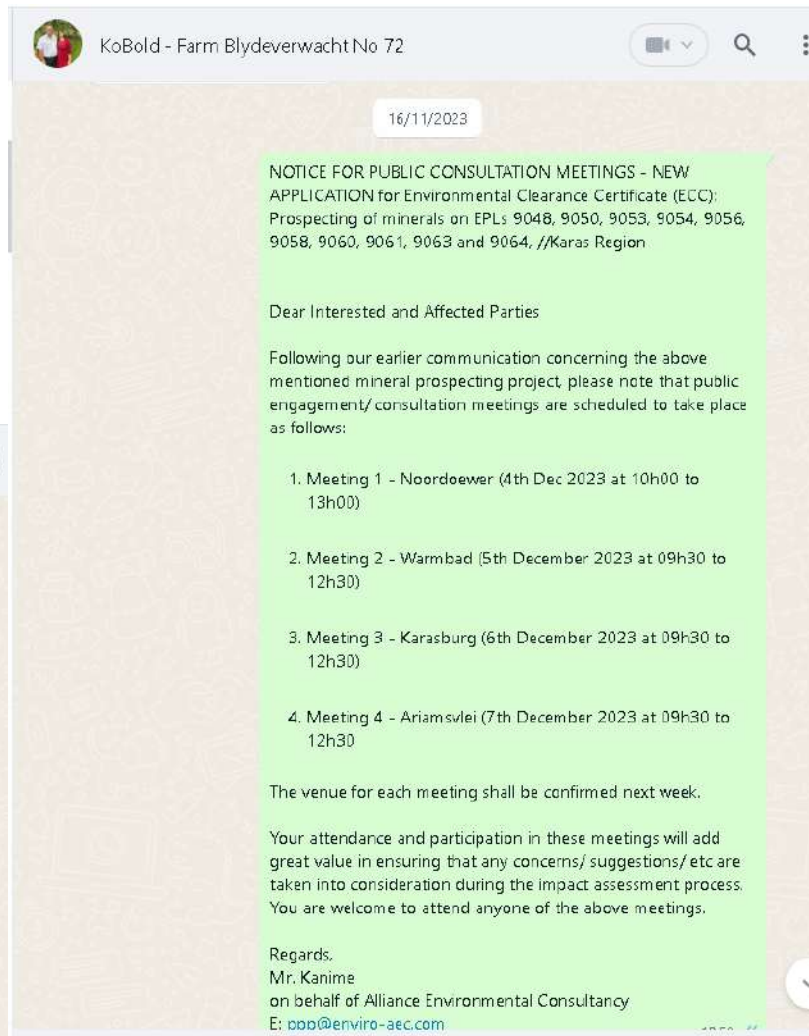 KoBold - Farm Blydeverwacht No 72
16/11/2023
NOTICE FOR PUBLIC CONSULTATION MEETINGS - NEW
APPLICATION for Environmental Clearance Certificate (ECC):
Prospecting of minerals on EPLs 9048, 9050, 9053, 9054, 9056,
9058, 9060, 9061, 9063 and 9064, //Karas Region
Dear Interested and Affected Parties
Following our earlier communication concerning the above
mentioned mineral prospecting project, please note that public
engagement/ consultation meetings are scheduled to take place
as follows:
1. Meeting 1 - Noordoewer (4th Dec 2023 at 10h00 to
13h00)
2. Meeting 2 - Warmbad (5th December 2023 at 09h30 to
12h30)
3. Meeting 3 - Karasburg (6th December 2023 at 09h30 to
12h30)
4. Meeting 4 - Ariamsvlei (7th December 2023 at 09h30 to
12h30
The venue for each meeting shall be confirmed next week.
Your attendance and participation in these meetings will add
great value in ensuring that any concerns/ suggestions/ etc are
taken into consideration during the impact assessment process.
You are welcome to attend anyone of the above meetings.
Regards,
Mr. Kanime
on behalf of Alliance Environmental Consultancy
E: ppp@enviro-aec.com